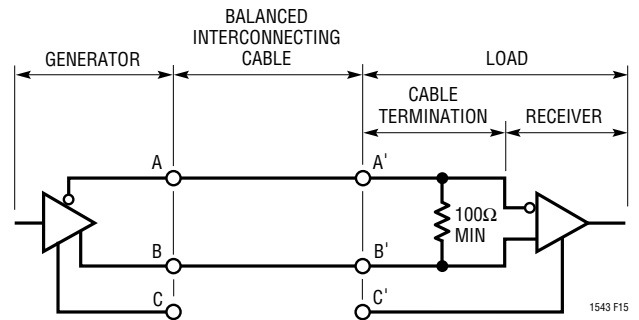 BALANCED
INTERCONNECTING
CABLE
GENERATOR
LOAD
CABLE
TERMINATION
RECEIVER
A
A'
100Ω
MIN
B
B'
C
C'
1543 F15